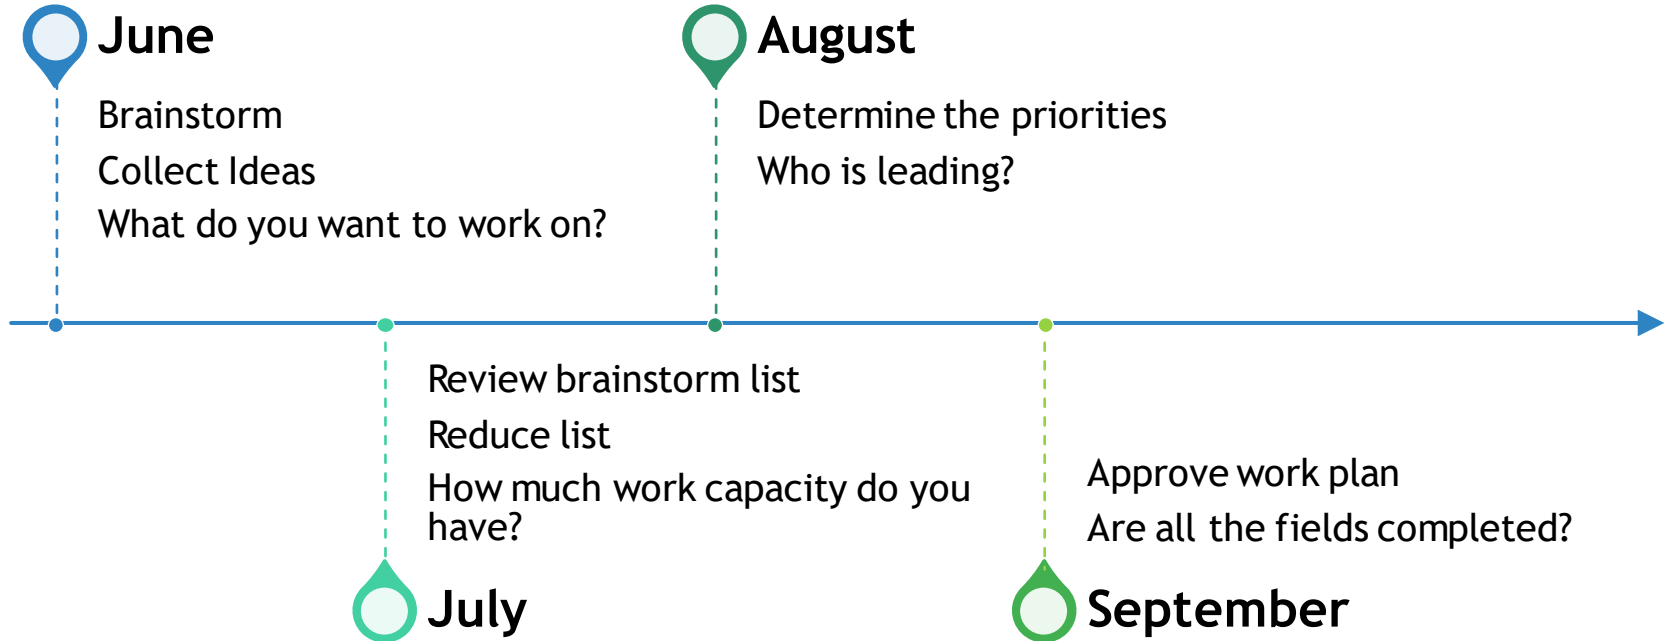 June
Brainstorm
Collect Ideas
What do you want to work on?
August
Determine the priorities
Who is leading?
Review brainstorm list
Reduce list
How much work capacity do you
have?
July
Approve work plan
Are all the fields completed?
September